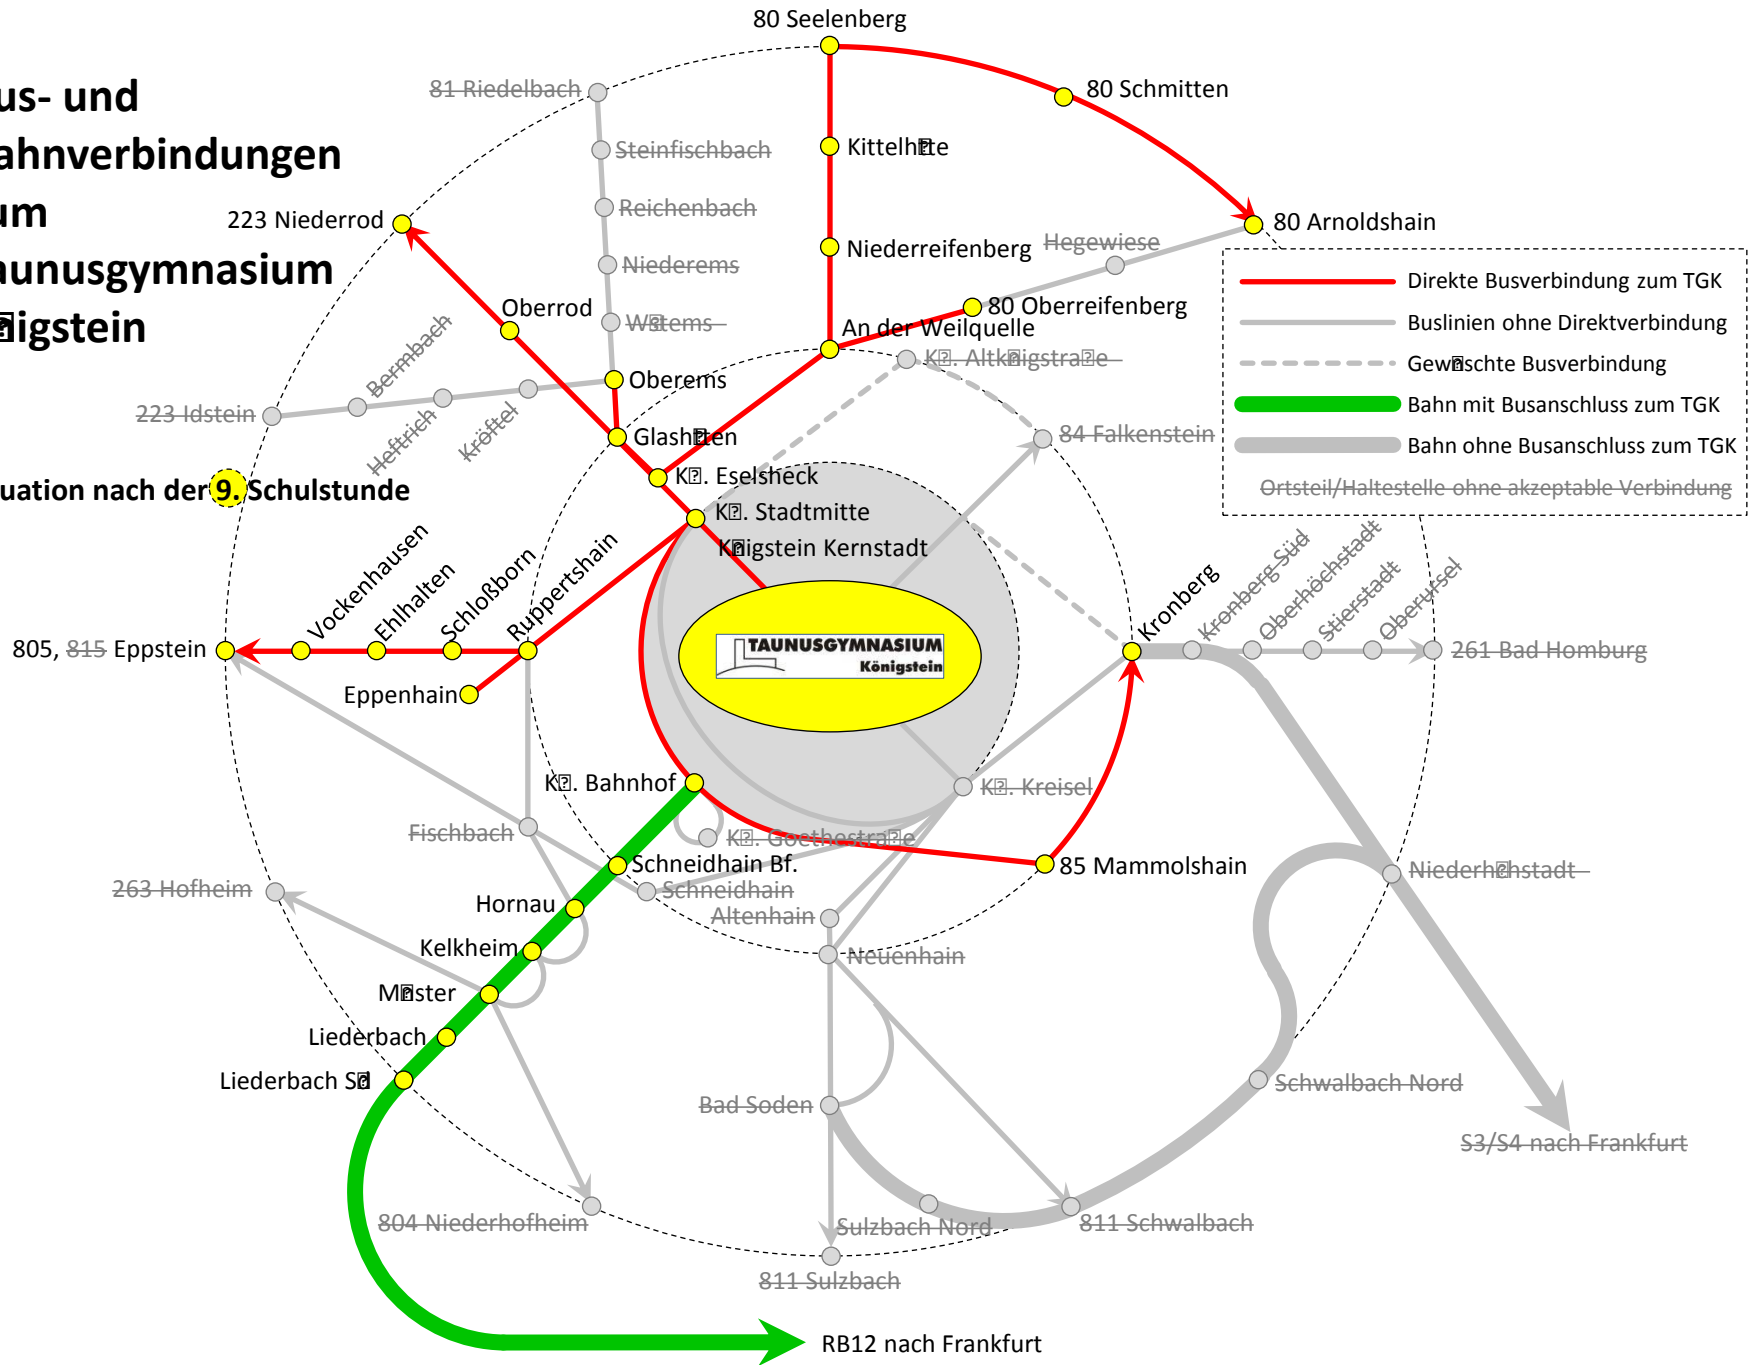 us- und
ahnverbindungen
um
aunusgymnasium
igstein
uation nach der 9. Schulstunde
80 Seelenberg
81 Riedelbach
80 Schmitten
Steinfischbach
Kittelh�tte
Reichenbach
223 Niederrod
80 Arnoldshain
Hegewiese
Niederreifenberg
Niederems
Oberrod
80 Oberreifenberg
W�stems
An der Weilquelle
K�. Altk�nigstra�e
Bermbach
Oberems
223 Idstein
Heftrich
Kröftel
Glash�tten
84 Falkenstein
K�. Eselsheck
K�. Stadtmitte
K�nigstein Kernstadt
Direkte Busverbindung zum TGK
Buslinien ohne Direktverbindung
Gew�nschte Busverbindung
Bahn mit Busanschluss zum TGK
Bahn ohne Busanschluss zum TGK
Ortsteil/Haltestelle ohne akzeptable Verbindung
Vockenhausen
Ehlhalten
Schloßborn
Ruppertshain
Kronberg
Kronberg Süd
Oberhöchstadt
Stierstadt
Oberursel
805, 815 Eppstein
261 Bad Homburg
TAUNUSGYMNASIUM
Königstein
Eppenhain
K�. Bahnhof
K�. Kreisel
Fischbach
K�. Goethestra�e
Schneidhain Bf.
85 Mammolshain
Niederh�chstadt
263 Hofheim
Schneidhain
Hornau
Altenhain
Kelkheim
Neuenhain
M�nster
Liederbach
Liederbach S�d
Schwalbach Nord
Bad Soden
S3/S4 nach Frankfurt
804 Niederhofheim
Sulzbach Nord
811 Schwalbach
811 Sulzbach
RB12 nach Frankfurt